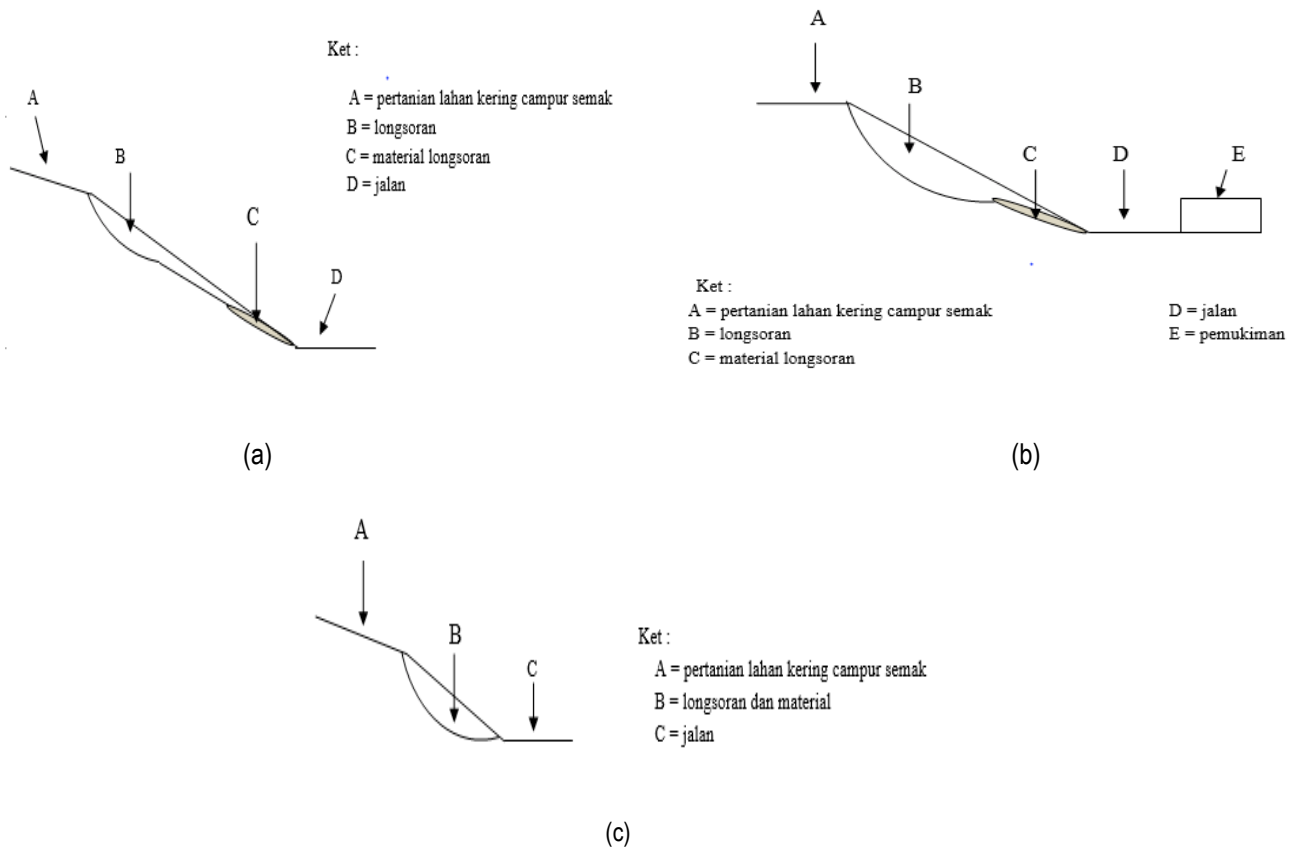 Ket :
A = pertanian lahan kering campur semak
B = longsoran
C = material longsoran
D = jalan
A
B
C
D
(a)
A
B
C
D
E
Ket :
A = pertanian lahan kering campur semak
B = longsoran
C = material longsoran
D = jalan
E = pemukiman
(b)
A
B
C
Ket :
A = pertanian lahan kering campur semak
B = longsoran dan material
C = jalan
(c)